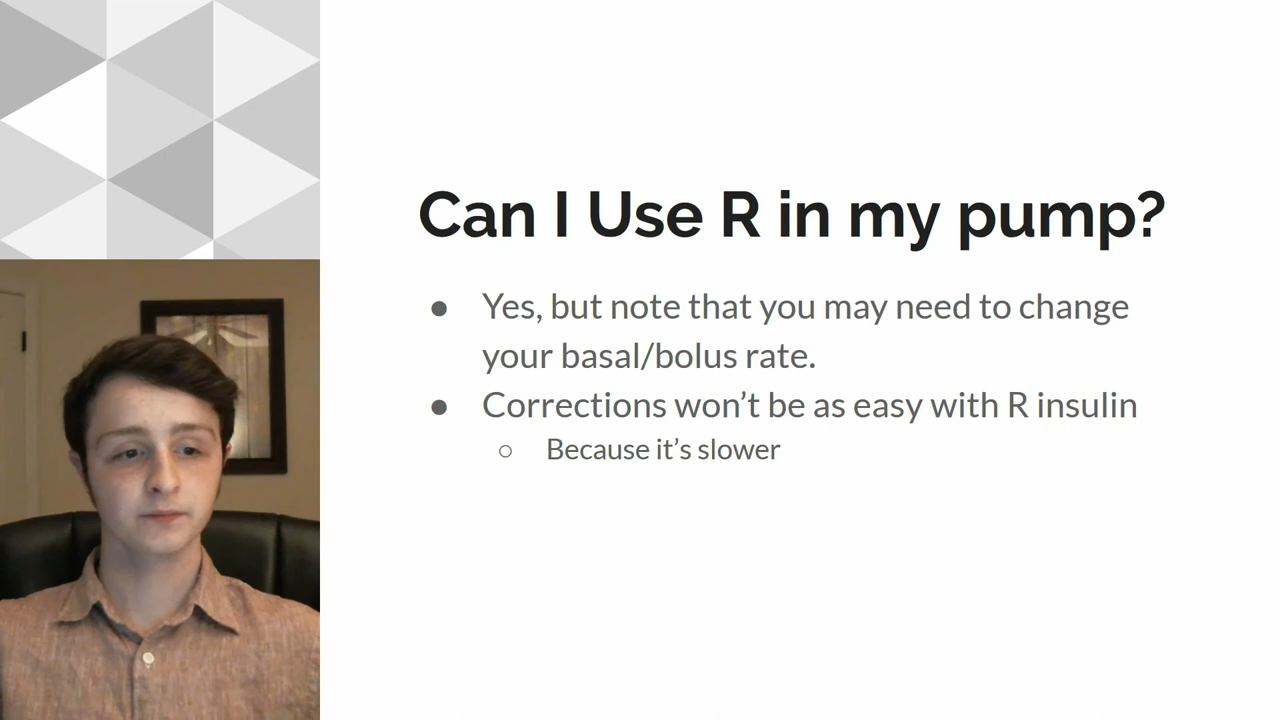 Can I Use R in my pump?
● Yes, but note that you may need to change
your basal/bolus rate.
● Corrections won’t be as easy with R insulin
○ Because it’s slower